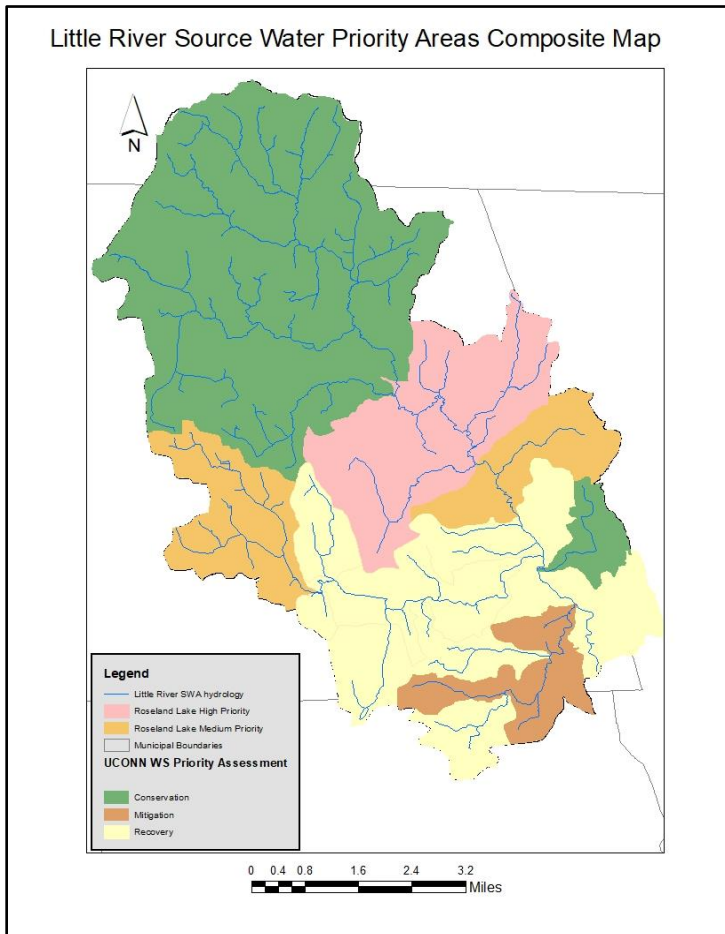 Little River Source Water Priority Areas Composite Map
N
Legend
Little River SWA hydrology
Roseland Lake High Priority
Roseland Lake Medium Priority
Municipal Boundaries
UCONN WS Priority Assessment
Conservation
Mitigation
Recovery
0 0.4 0.8 1.6 2.4 3.2
Miles